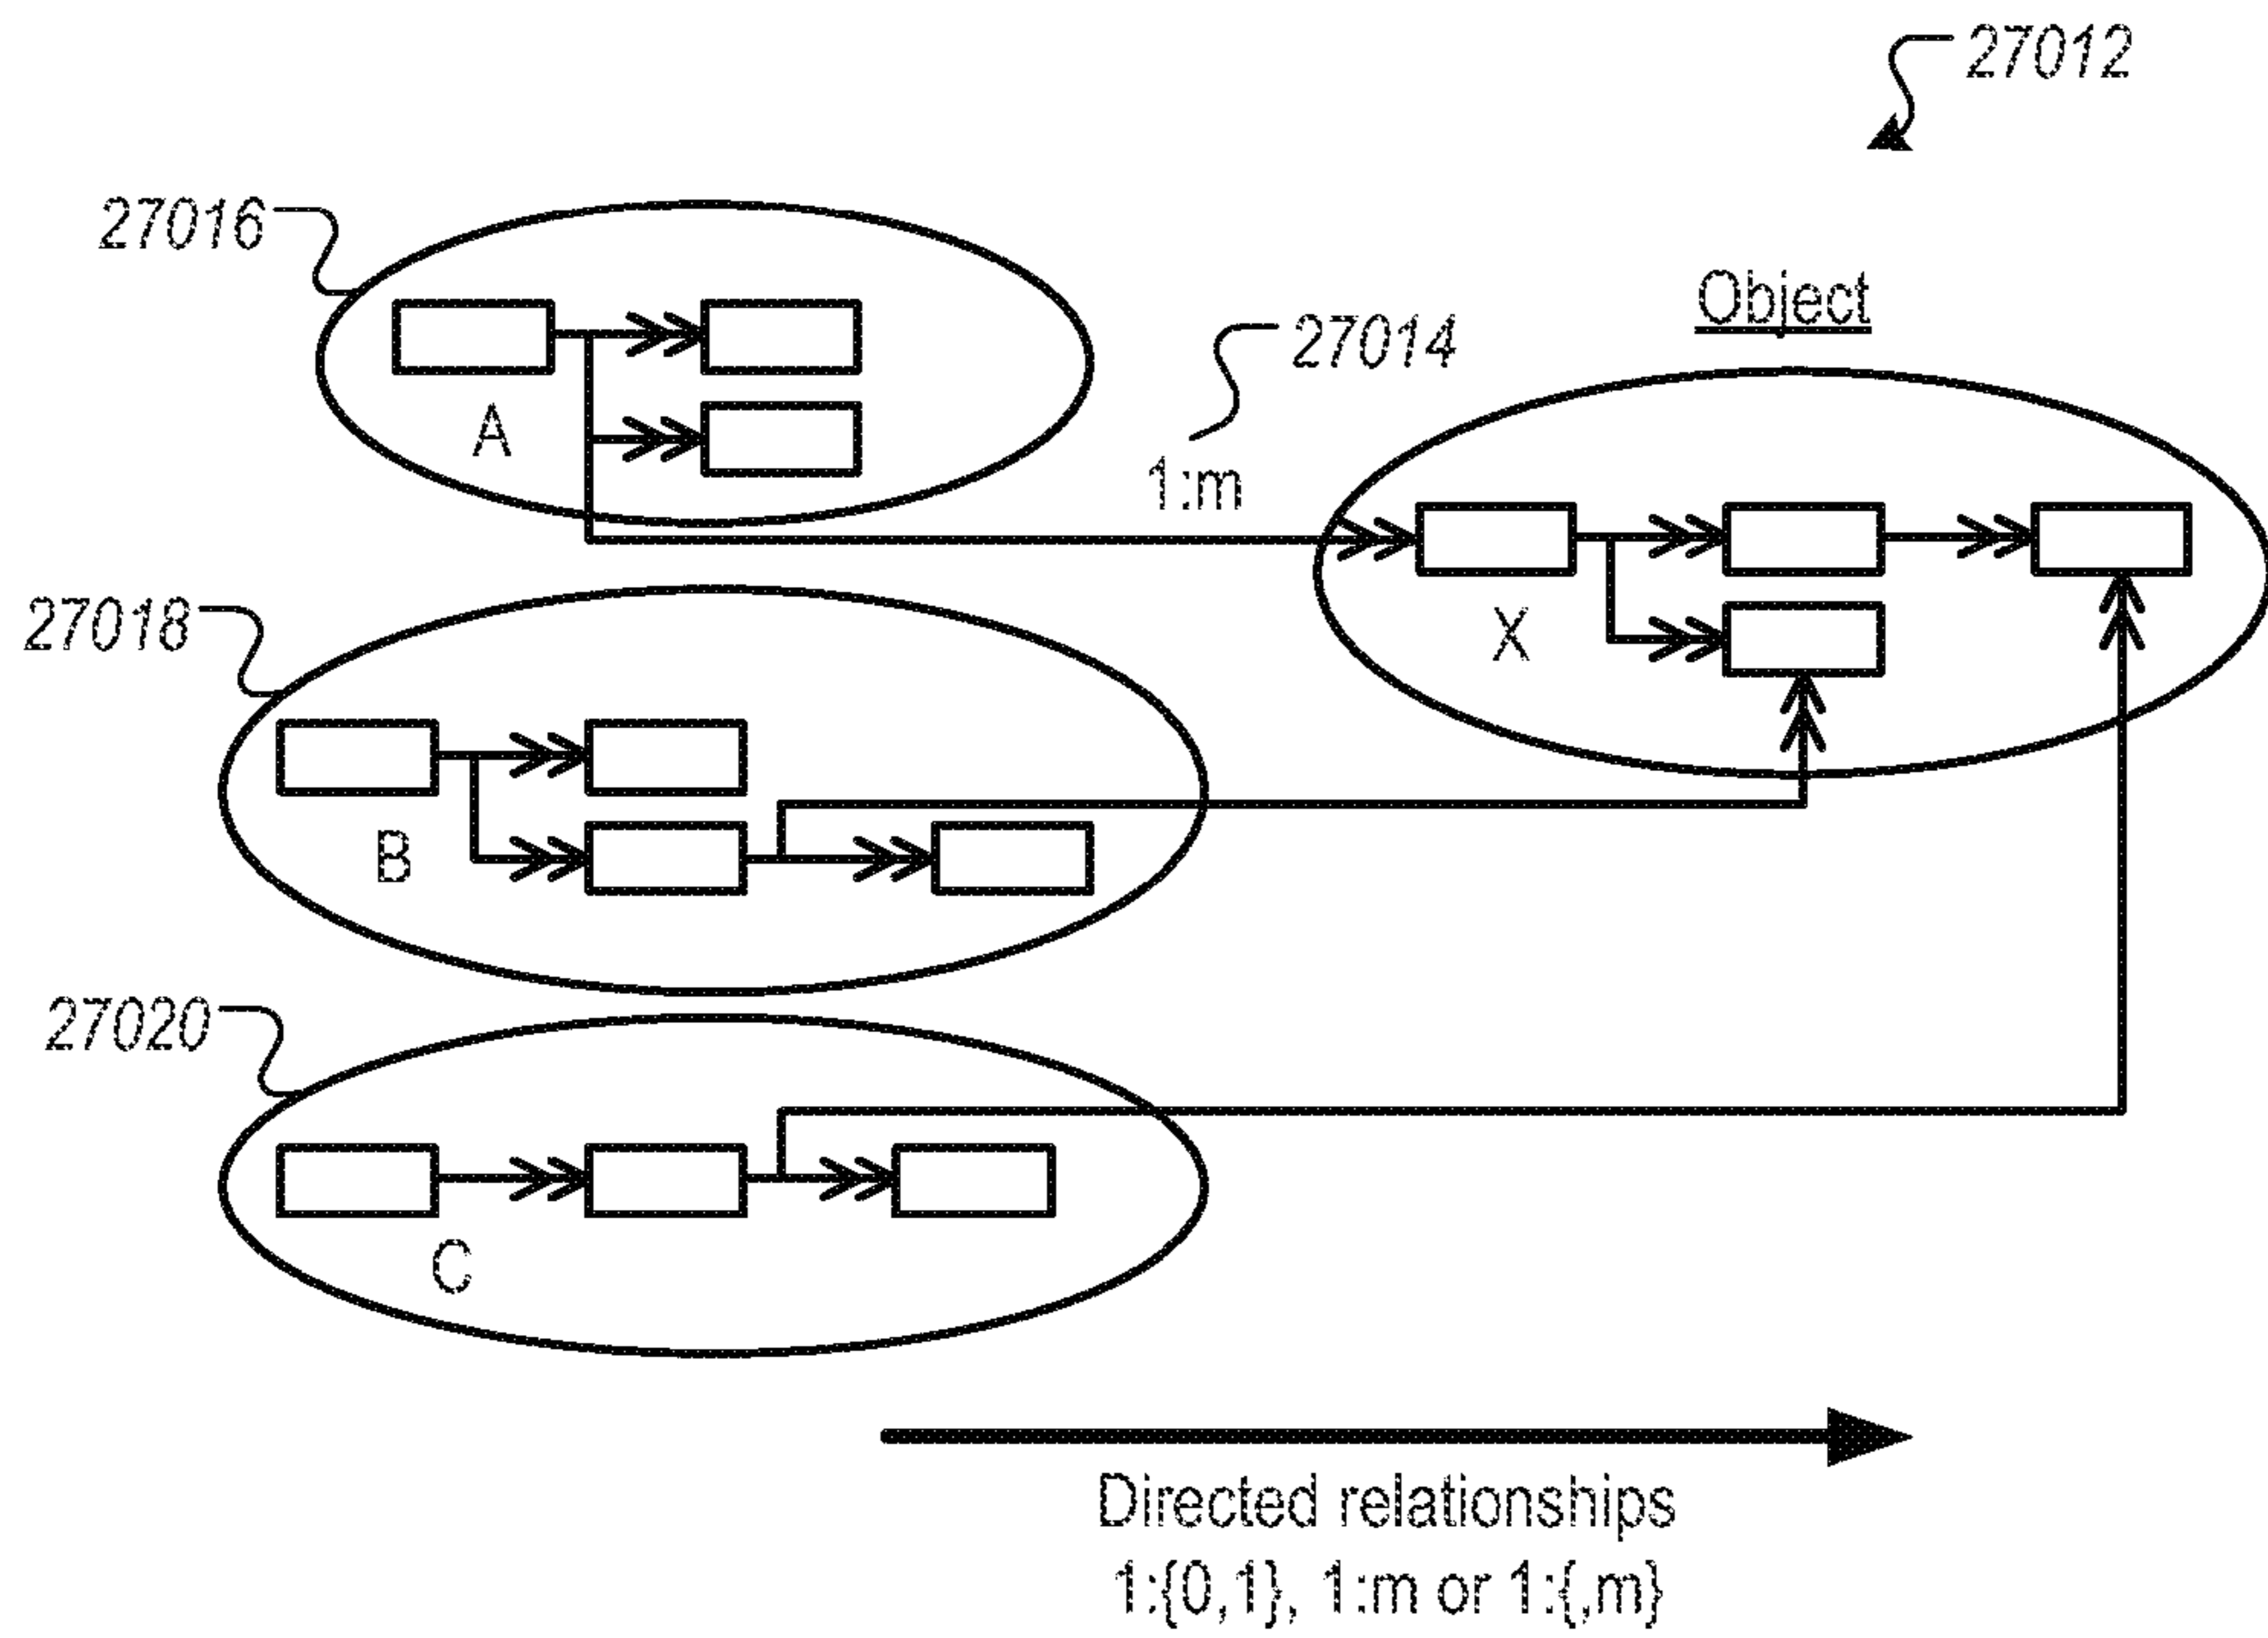 27012
27016
Object
27014
A
1:m
27018
X
B
27020
C
Directed relationships
1:{0,1}, 1:m or 1:{,m}